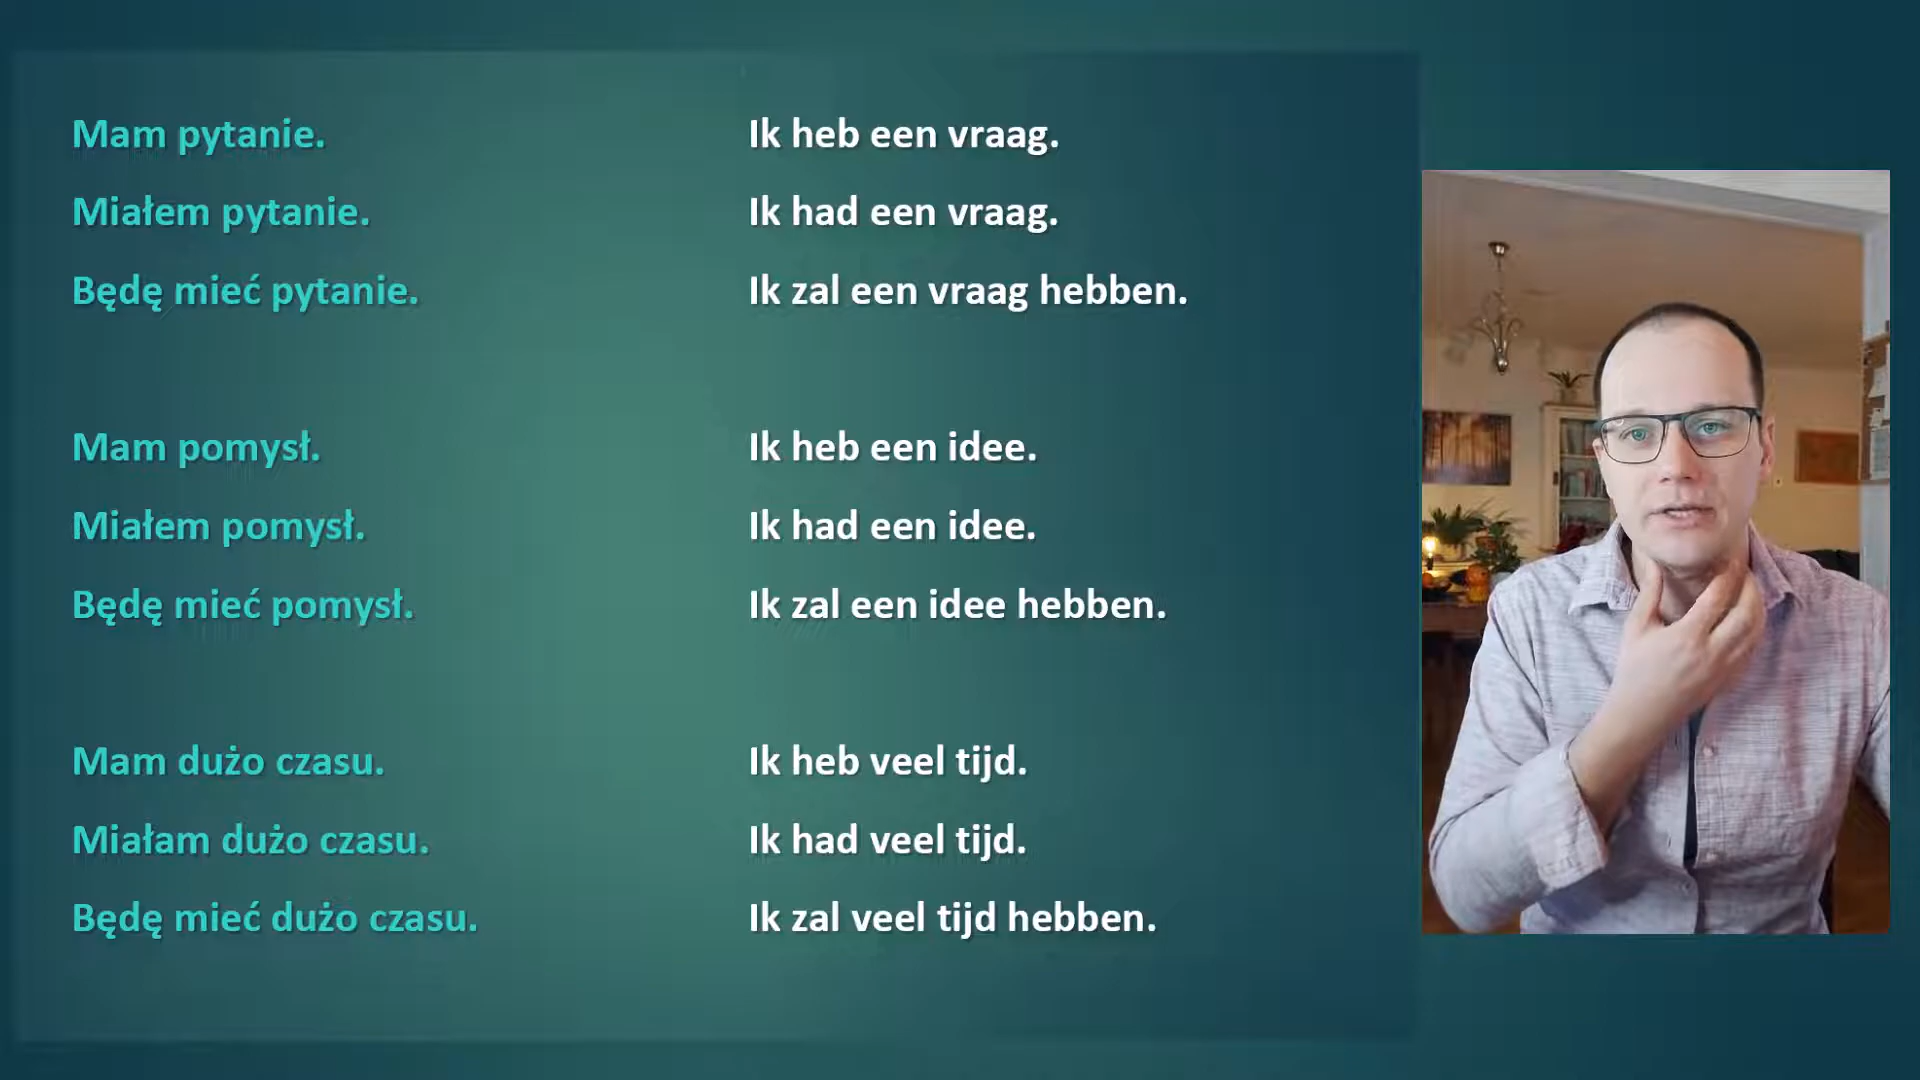 Mam pytanie. Ik heb een vraag.
Miałem pytanie. Ik had een vraag.
Będę mieć pytanie. Ik zal een vraag hebben.
Mam pomysł. Ik heb een idee.
Miałem pomysł. Ik had een idee.
Będę mieć pomysł. Ik zal een idee hebben.
Mam dużo czasu. Ik heb veel tijd.
Miałam dużo czasu. Ik had veel tijd.
Będę mieć dużo czasu. Ik zal veel tijd hebben.